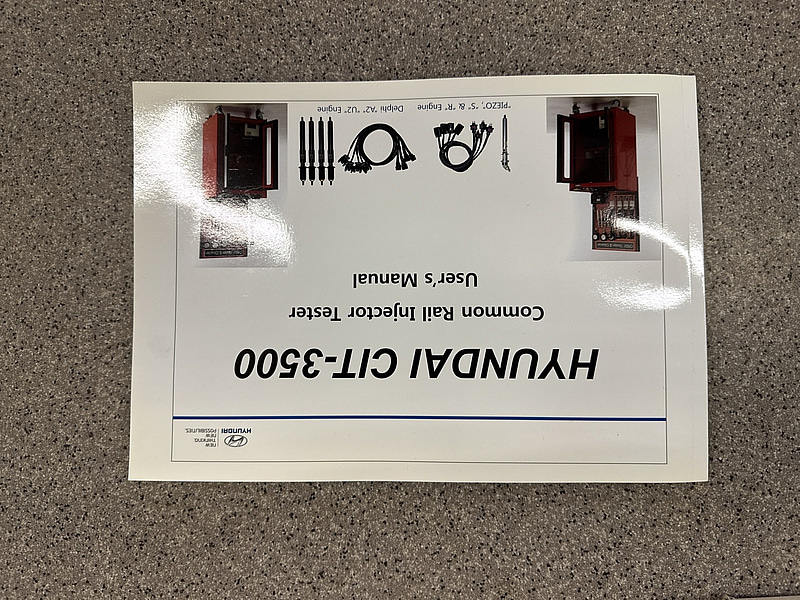 HYUNDAI
NEW
THINKING.
NEW
POSSIBILITIES.
HYUNDAI CIT-3500
Common Rail Injector Tester
User's Manual
"PIEZO", "S" & "R" Engine
Delphi "A2" "U2" Engine